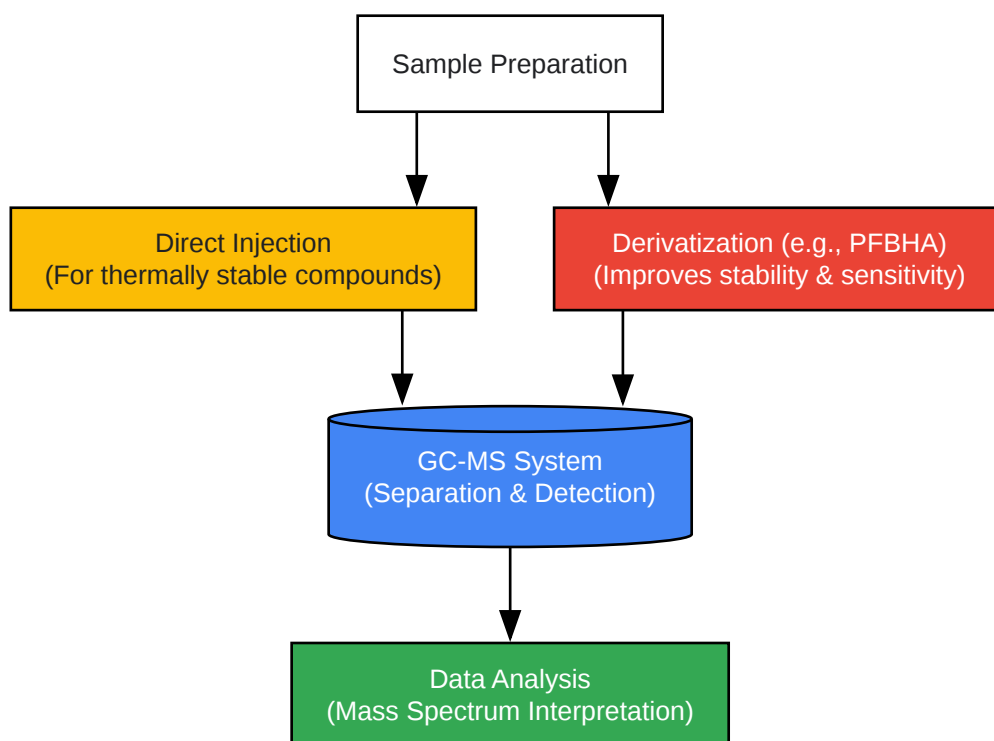 Sample Preparation
Direct Injection
(For thermally stable compounds)
Derivatization (e.g., PFBHA)
(Improves stability & sensitivity)
GC-MS System
(Separation & Detection)
Data Analysis
(Mass Spectrum Interpretation)